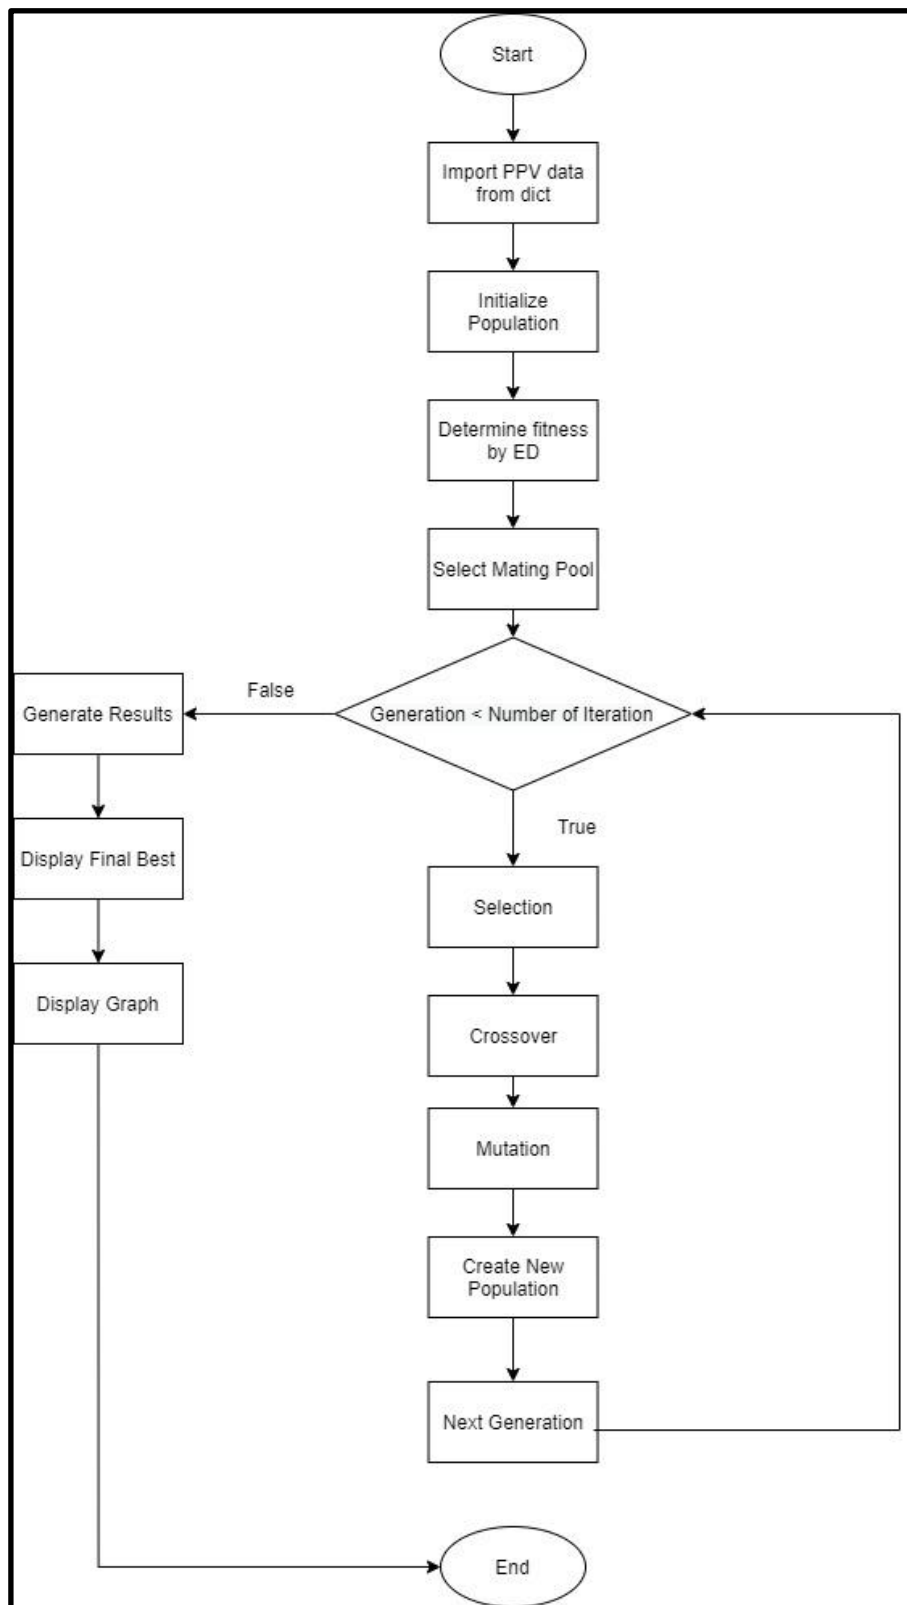 Start
Import PPV data
from dict
Initialize
Population
Determine fitness
by ED
Select Mating Pool
Generation < Number of Iteration
False
Generate Results
Display Final Best
Display Graph
True
Selection
Crossover
Mutation
Create New
Population
Next Generation
End